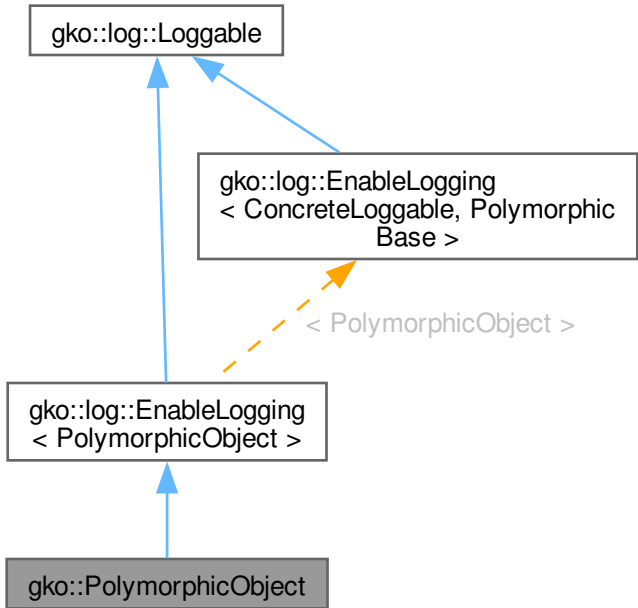 gko::log::Loggable
gko::log::EnableLogging
< ConcreteLoggable, Polymorphic
Base >
< PolymorphicObject >
gko::log::EnableLogging
< PolymorphicObject >
gko::PolymorphicObject